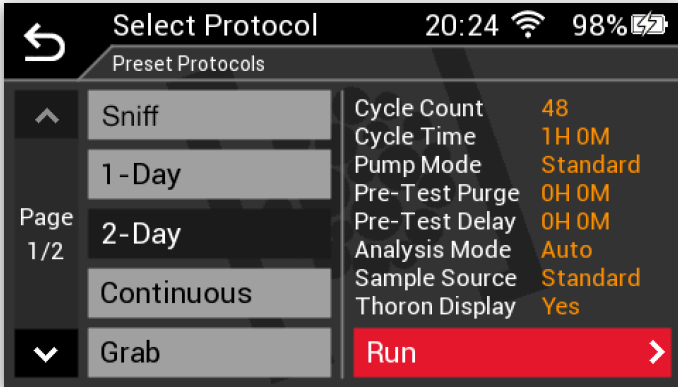 Select Protocol 20:24 98%
Preset Protocols
Sniff
1-Day
Page
1/2
2-Day
Continuous
Grab
Cycle Count 48
Cycle Time 1H 0M
Pump Mode Standard
Pre-Test Purge 0H 0M
Pre-Test Delay 0H 0M
Analysis Mode Auto
Sample Source Standard
Thoron Display Yes
Run